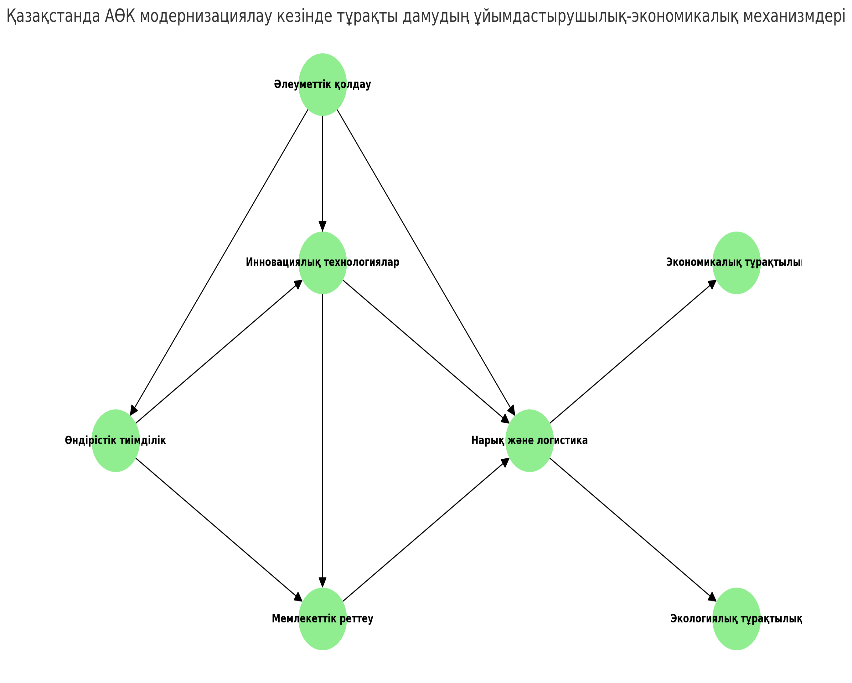 Қазақстанда АӨК модернизациялау кезінде тұрақты дамудың ұйымдастырушылық-экономикалық механизмдері
Әлеуметтік қолдау
Инновациялық технологиялар
Экономикалық тұрақтылы
Өндірістік тиімділік
Нарық және логистика
Мемлекеттік реттеу
Экологиялық тұрақтылық